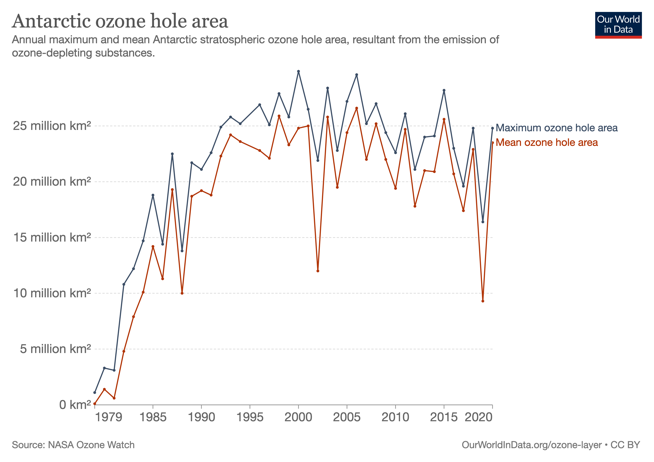 Antarctic ozone hole area
Annual maximum and mean Antarctic stratospheric ozone hole area, resultant from the emission of
ozone-depleting substances.
Our World
in Data
25 million km²
20 million km²
15 million km²
10 million km²
5 million km²
0 km²
Maximum ozone hole area
Mean ozone hole area
1979 1985 1990 1995 2000 2005 2010 2015 2020
Source: NASA Ozone Watch
OurWorldInData.org/ozone-layer • CC BY